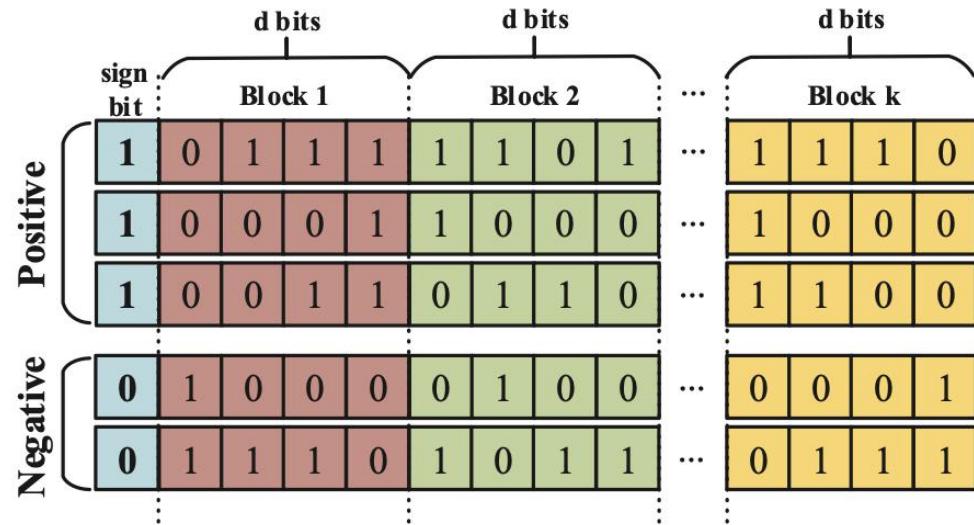 d bits d bits d bits
sign bit Block 1 Block 2 ... Block k
Positive
1 0 1 1 1 1 1 0 1 ... 1 1 1 0
1 0 0 0 1 1 0 0 0 ... 1 0 0 0
1 0 0 1 1 0 1 1 0 ... 1 1 0 0
Negative
0 1 0 0 0 0 1 0 0 ... 0 0 0 1
0 1 1 1 0 1 0 1 1 ... 0 1 1 1